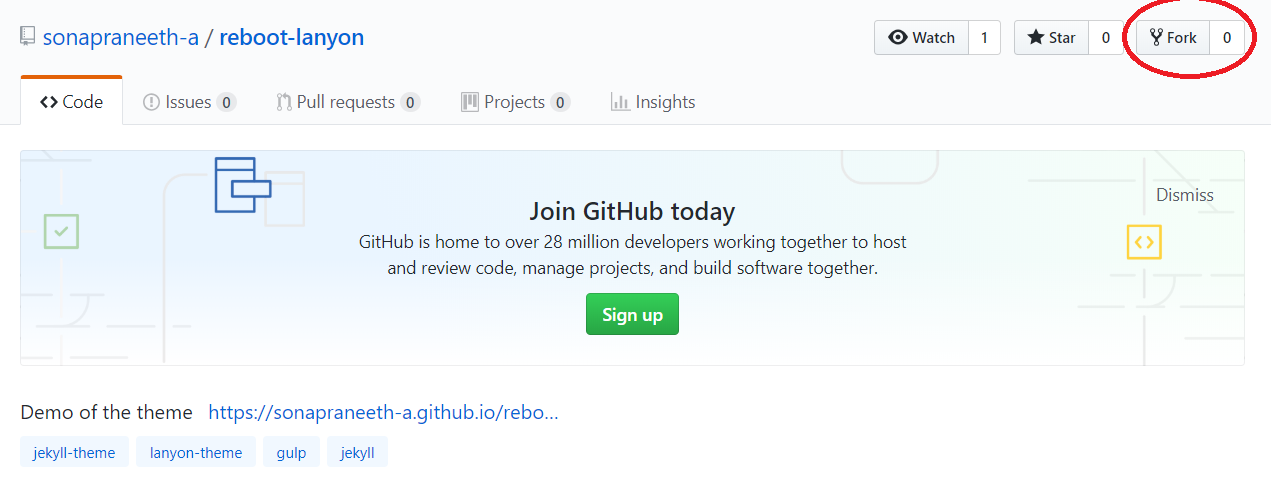 sonapraneeth-a / reboot-lanyon
Watch 1 Star 0 Fork 0
Code Issues 0 Pull requests 0 Projects 0 Insights
Dismiss
Join GitHub today
GitHub is home to over 28 million developers working together to host
and review code, manage projects, and build software together.
Sign up
Demo of the theme https://sonapraneeth-a.github.io/rebo...
jekyll-theme lanyon-theme gulp jekyll